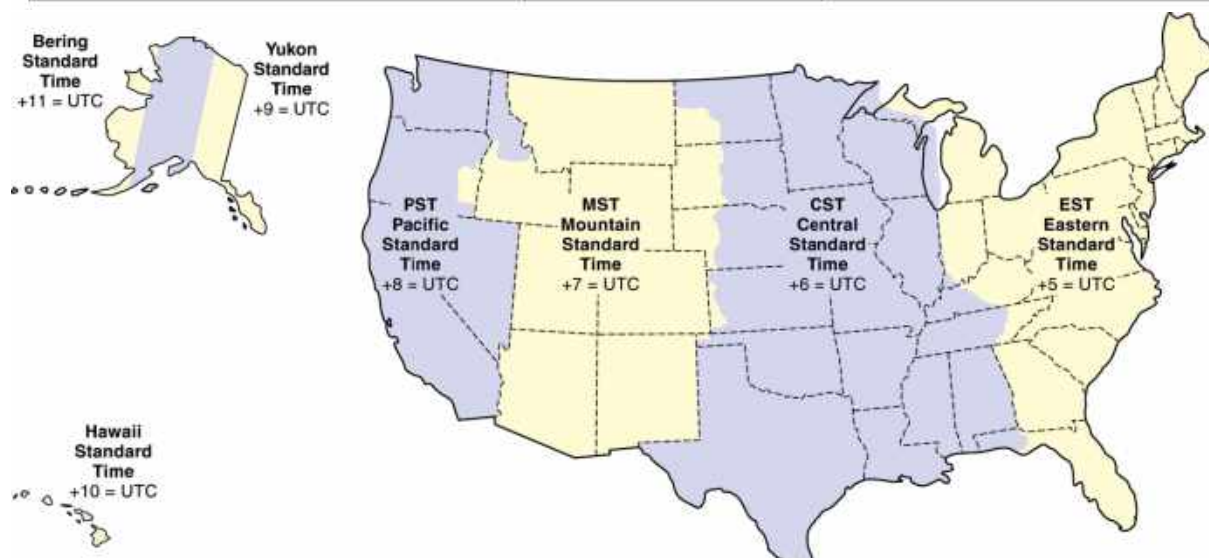 Bering
Standard
Time
+11 = UTC
Yukon
Standard
Time
+9 = UTC
PST
Pacific
Standard
Time
+8 = UTC
MST
Mountain
Standard
Time
+7 = UTC
CST
Central
Standard
Time
+6 = UTC
EST
Eastern
Standard
Time
+5 = UTC
Hawaii
Standard
Time
+10 = UTC